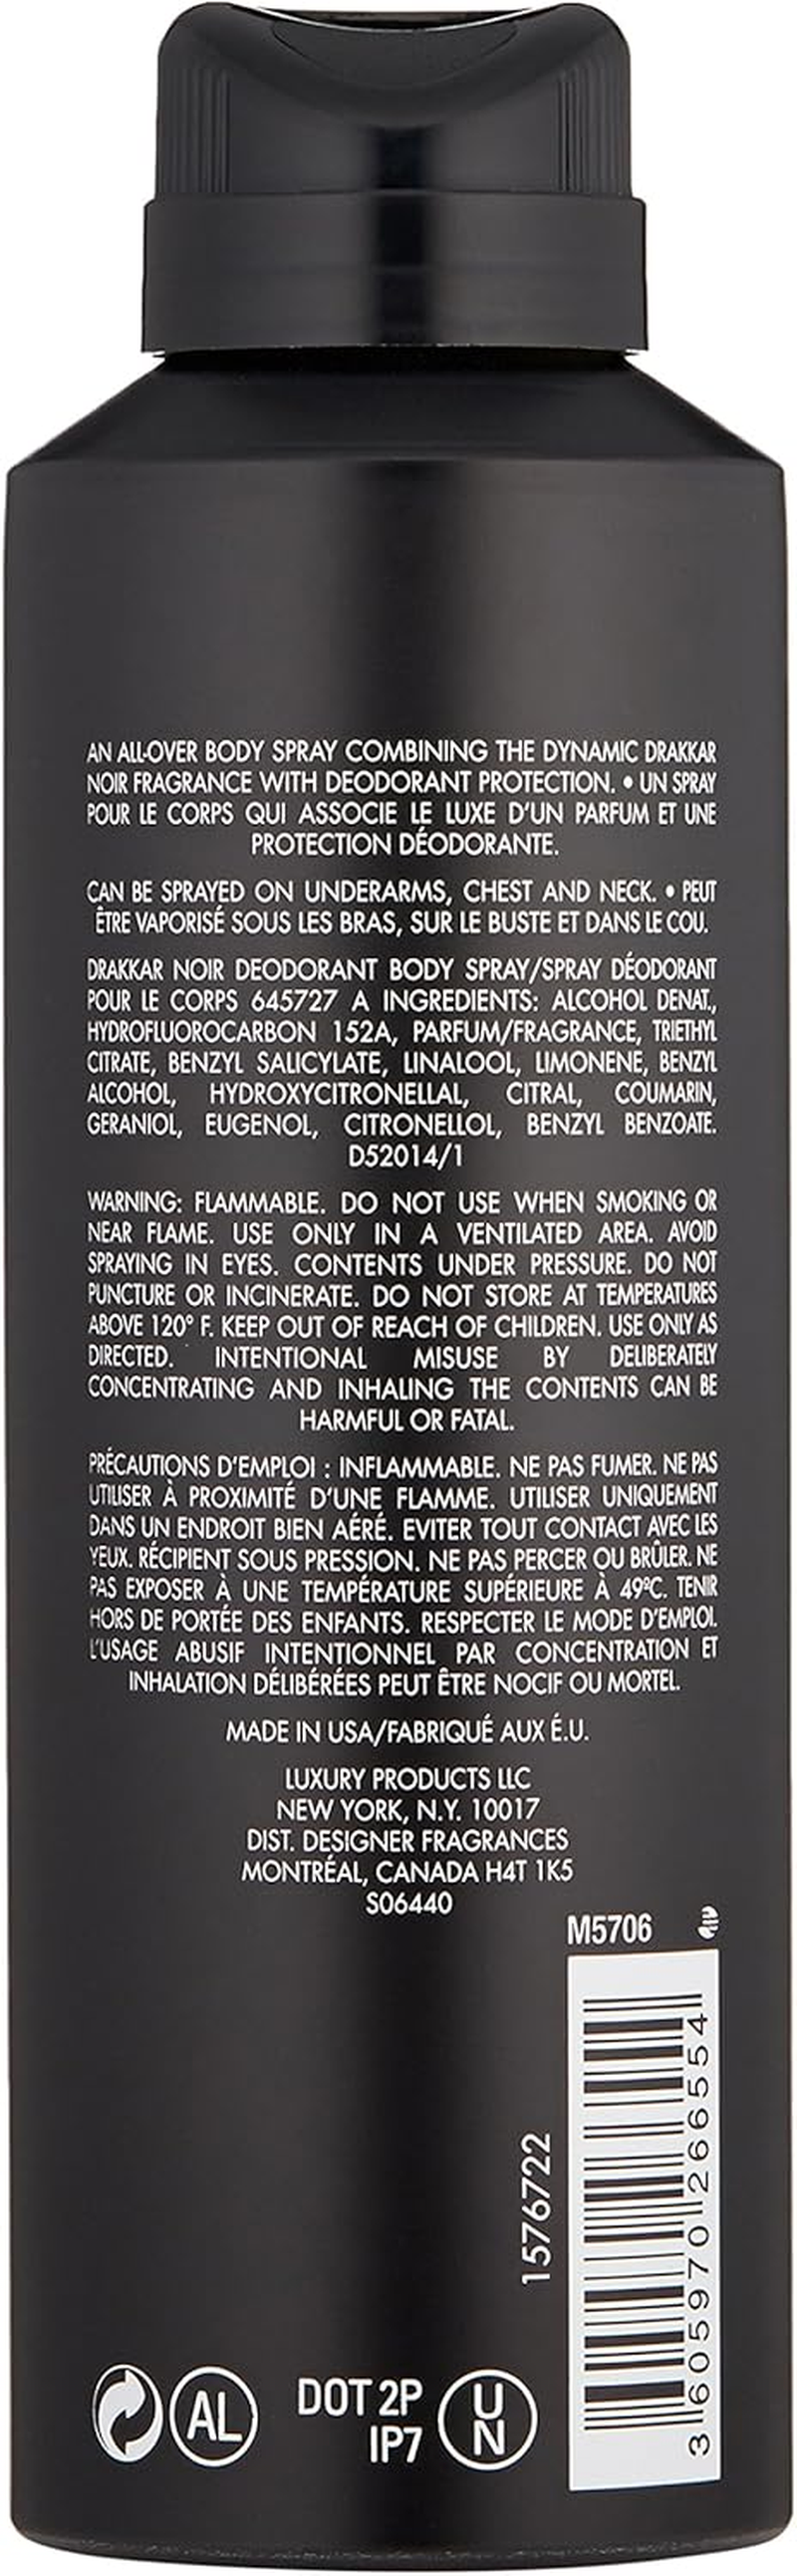 AN ALL-OVER BODY SPRAY COMBINING THE DYNAMIC DRAKKAR
NOIR FRAGRANCE WITH DEODORANT PROTECTION. • UN SPRAY
POUR LE CORPS QUI ASSOCIE LE LUXE D'UN PARFUM ET UNE
PROTECTION DÉODORANTE.
CAN BE SPRAYED ON UNDERARMS, CHEST AND NECK. • PEUT
ÊTRE VAPORISÉ SOUS LES BRAS, SUR LE BUSTE ET DANS LE COU.
DRAKKAR NOIR DEODORANT BODY SPRAY/SPRAY DÉODORANT
POUR LE CORPS 645727 A INGREDIENTS: ALCOHOL DENAT.,
HYDROFLUOROCARBON 152A, PARFUM/FRAGRANCE, TRIETHYL
CITRATE, BENZYL SALICYLATE, LINALOOL, LIMONENE, BENZYL
ALCOHOL, HYDROXYCITRONELLAL, CITRAL, COUMARIN,
GERANIOL, EUGENOL, CITRONELLOL, BENZYL BENZOATE.
D52014/1
WARNING: FLAMMABLE. DO NOT USE WHEN SMOKING OR
NEAR FLAME. USE ONLY IN A VENTILATED AREA. AVOID
SPRAYING IN EYES. CONTENTS UNDER PRESSURE. DO NOT
PUNCTURE OR INCINERATE. DO NOT STORE AT TEMPERATURES
ABOVE 120° F. KEEP OUT OF REACH OF CHILDREN. USE ONLY AS
DIRECTED. INTENTIONAL MISUSE BY DELIBERATELY
CONCENTRATING AND INHALING THE CONTENTS CAN BE
HARMFUL OR FATAL.
PRÉCAUTIONS D'EMPLOI : INFLAMMABLE. NE PAS FUMER. NE PAS
UTILISER À PROXIMITÉ D'UNE FLAMME. UTILISER UNIQUEMENT
DANS UN ENDROIT BIEN AÉRÉ. EVITER TOUT CONTACT AVEC LES
YEUX. RÉCIPIENT SOUS PRESSION. NE PAS PERCER OU BRÛLER. NE
PAS EXPOSER À UNE TEMPÉRATURE SUPÉRIEURE À 49ºC. TENIR
HORS DE PORTÉE DES ENFANTS. RESPECTER LE MODE D'EMPLOI.
L'USAGE ABUSIF INTENTIONNEL PAR CONCENTRATION ET
INHALATION DÉLIBÉRÉES PEUT ÊTRE NOCIF OU MORTEL.
MADE IN USA/FABRIQUÉ AUX É.U.
LUXURY PRODUCTS LLC
NEW YORK, N.Y. 10017
DIST. DESIGNER FRAGRANCES
MONTRÉAL, CANADA H4T 1K5
S06440
M5706
1576722
3 605970 266554
AL
DOT 2P
IP7
UN